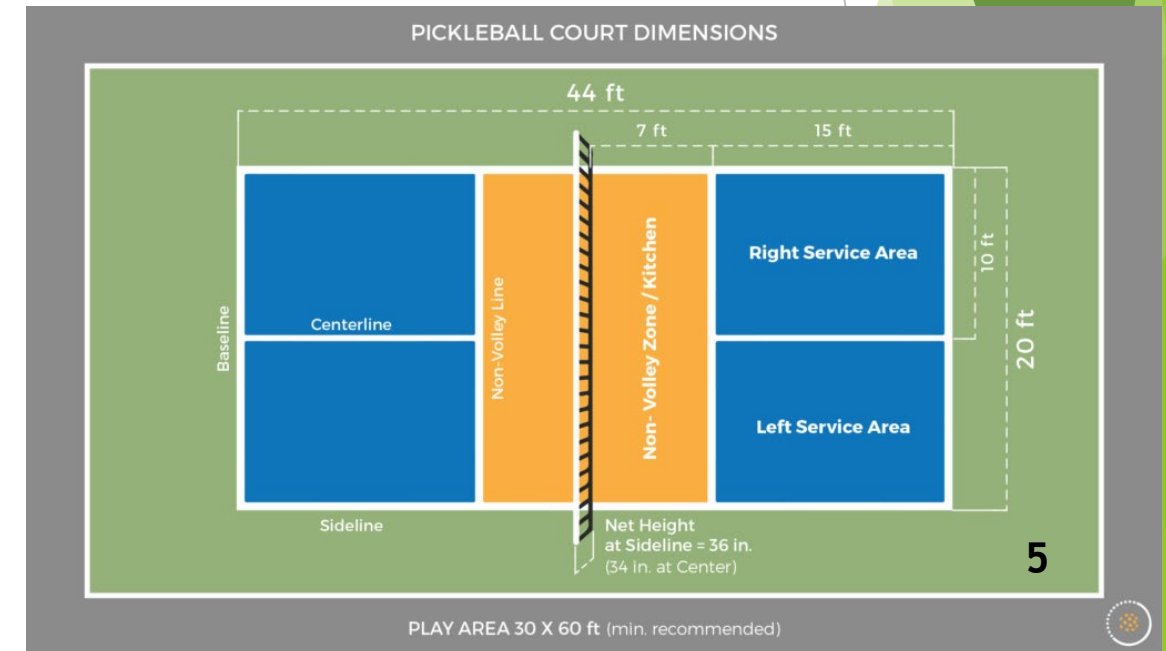 PICKLEBALL COURT DIMENSIONS
44 ft
7 ft
15 ft
Baseline
Centerline
Non-Volley Line
Non- Volley Zone / Kitchen
Right Service Area
Left Service Area
10 ft
20 ft
Sideline
Net Height
at Sideline = 36 in.
(34 in. at Center)
5
PLAY AREA 30 X 60 ft (min. recommended)